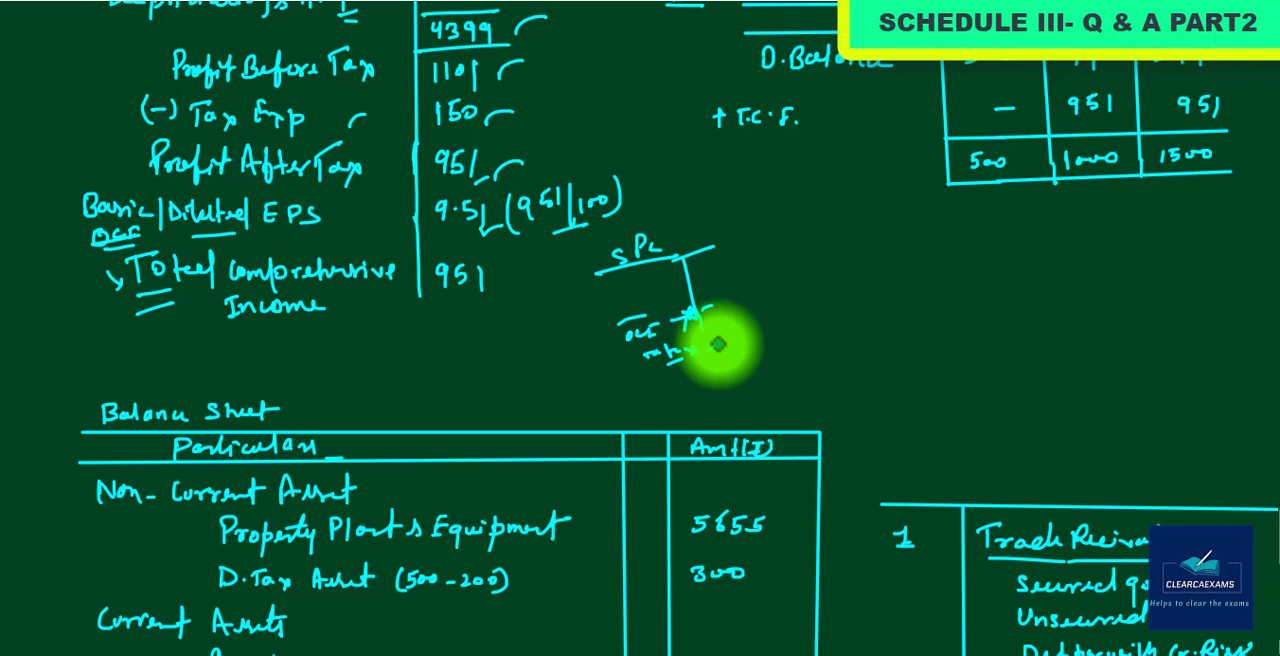 SCHEDULE III- Q & A PART2
4399
Profit Before Tax 1101
(-) Tax Exp 150
Profit After Tax 951
Basic/Diluted EPS 9.51 (951/100)
Total Comprehensive 951
Income
SPL
OCI
D. Balance
+ T.C.I.
— 951 951
500 1000 1500
Balance Sheet
Particulars Amt(₹)
Non-Current Asset
Property Plant & Equipment 5655
D. Tax Asset (500-200) 300
Current Assets
1 Trade
Secured
Unsecured
CLEARCAEXAMS
Helps to clear the exams